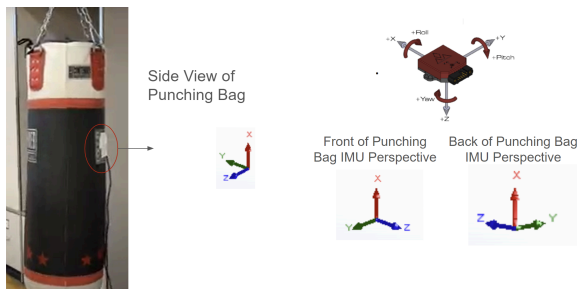 Side View of
Punching Bag
+Roll
+X
+Y
+Pitch
+Yaw
+Z
X
Y
Z
Front of Punching
Bag IMU Perspective
X
Y
Z
Back of Punching Bag
IMU Perspective
X
Z
Y